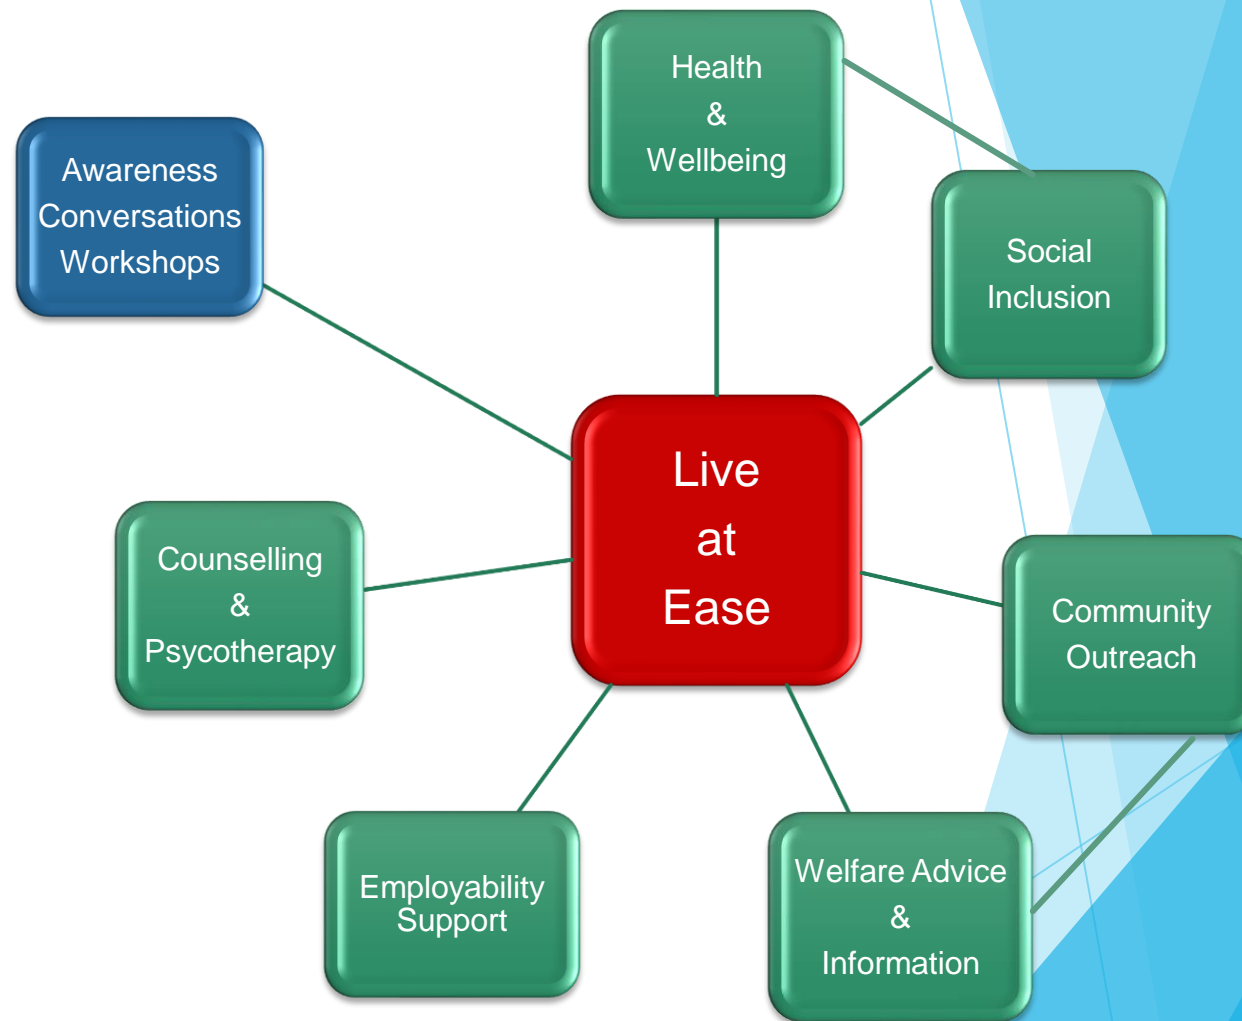 Health
&
Wellbeing
Awareness
Conversations
Workshops
Social
Inclusion
Live
at
Ease
Counselling
&
Psycotherapy
Community
Outreach
Employability
Support
Welfare Advice
&
Information